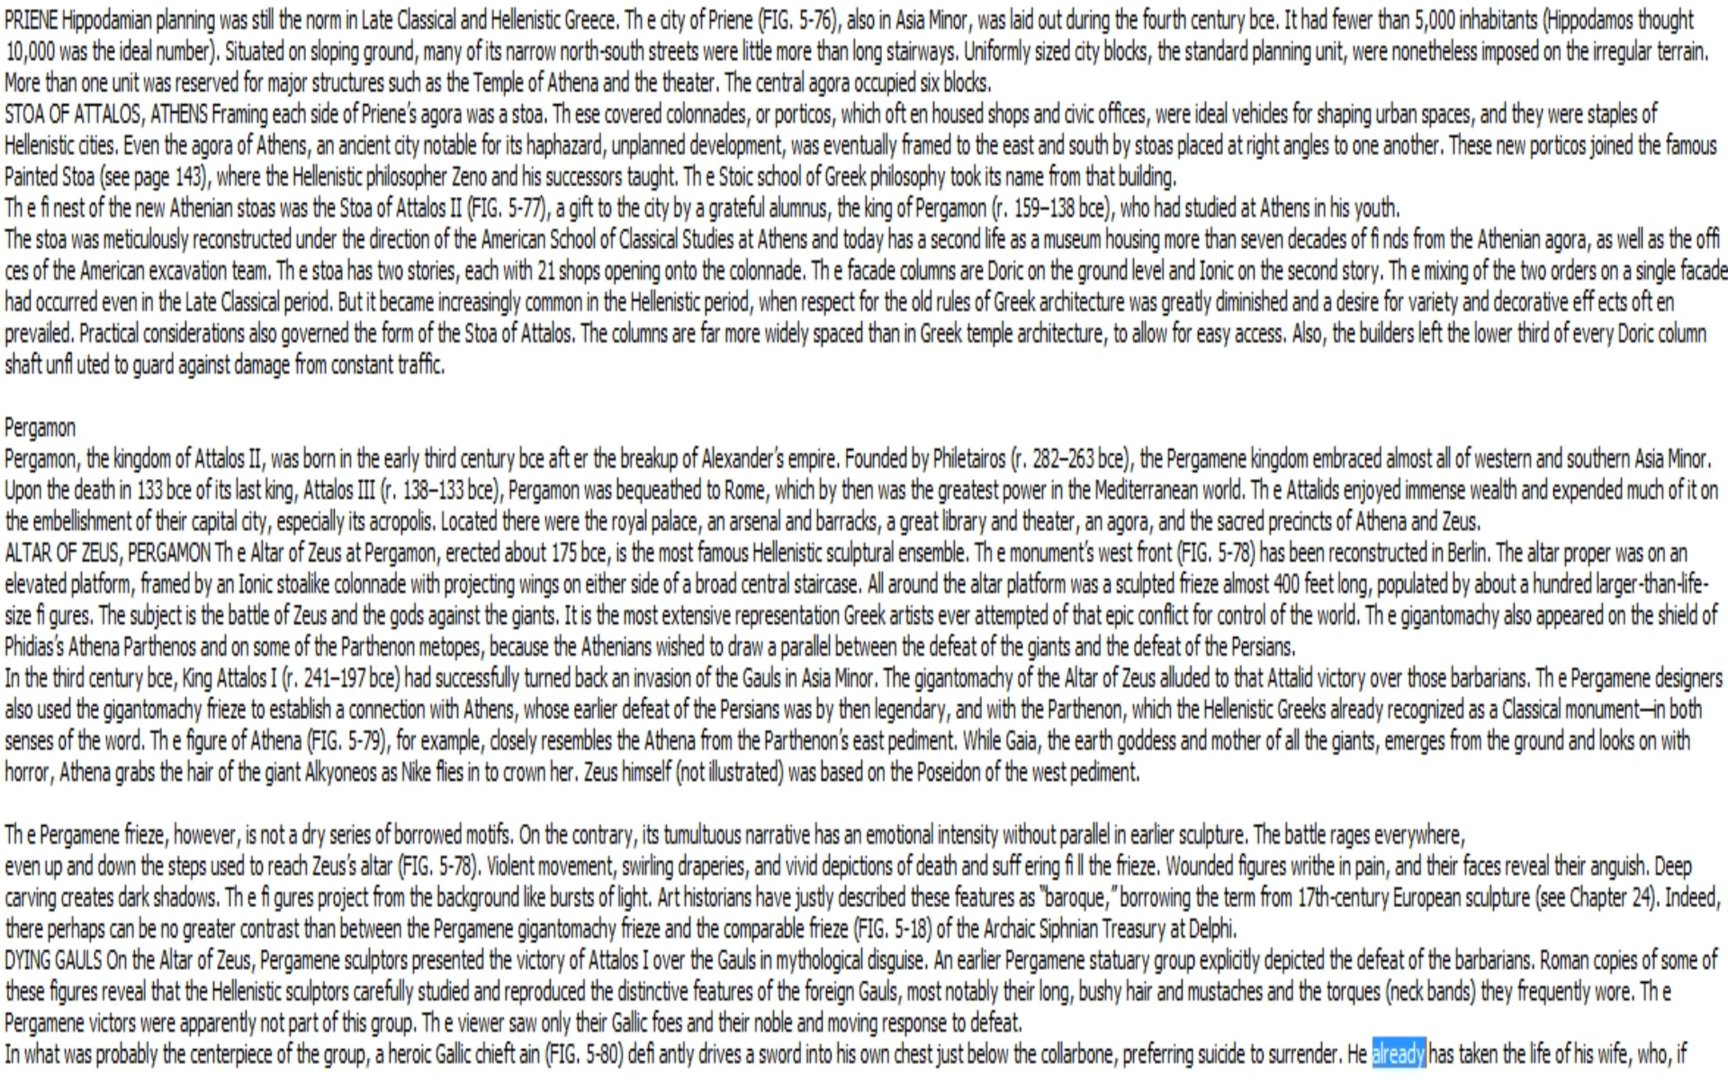 PRIENE Hippodamian planning was still the norm in Late Classical and Hellenistic Greece. Th e city of Priene (FIG. 5-76), also in Asia Minor, was laid out during the fourth century bce. It had fewer than 5,000 inhabitants (Hippodamos thought
10,000 was the ideal number). Situated on sloping ground, many of its narrow north-south streets were little more than long stairways. Uniformly sized city blocks, the standard planning unit, were nonetheless imposed on the irregular terrain.
More than one unit was reserved for major structures such as the Temple of Athena and the theater. The central agora occupied six blocks.
STOA OF ATTALOS, ATHENS Framing each side of Priene’s agora was a stoa. Th ese covered colonnades, or porticos, which oft en housed shops and civic offices, were ideal vehicles for shaping urban spaces, and they were staples of
Hellenistic cities. Even the agora of Athens, an ancient city notable for its haphazard, unplanned development, was eventually framed to the east and south by stoas placed at right angles to one another. These new porticos joined the famous
Painted Stoa (see page 143), where the Hellenistic philosopher Zeno and his successors taught. Th e Stoic school of Greek philosophy took its name from that building.
Th e fi nest of the new Athenian stoas was the Stoa of Attalos II (FIG. 5-77), a gift to the city by a grateful alumnus, the king of Pergamon (r. 159–138 bce), who had studied at Athens in his youth.
The stoa was meticulously reconstructed under the direction of the American School of Classical Studies at Athens and today has a second life as a museum housing more than seven decades of fi nds from the Athenian agora, as well as the offi
ces of the American excavation team. Th e stoa has two stories, each with 21 shops opening onto the colonnade. Th e facade columns are Doric on the ground level and Ionic on the second story. Th e mixing of the two orders on a single facade
had occurred even in the Late Classical period. But it became increasingly common in the Hellenistic period, when respect for the old rules of Greek architecture was greatly diminished and a desire for variety and decorative eff ects oft en
prevailed. Practical considerations also governed the form of the Stoa of Attalos. The columns are far more widely spaced than in Greek temple architecture, to allow for easy access. Also, the builders left the lower third of every Doric column
shaft unfl uted to guard against damage from constant traffic.
Pergamon
Pergamon, the kingdom of Attalos II, was born in the early third century bce aft er the breakup of Alexander’s empire. Founded by Philetairos (r. 282–263 bce), the Pergamene kingdom embraced almost all of western and southern Asia Minor.
Upon the death in 133 bce of its last king, Attalos III (r. 138–133 bce), Pergamon was bequeathed to Rome, which by then was the greatest power in the Mediterranean world. Th e Attalids enjoyed immense wealth and expended much of it on
the embellishment of their capital city, especially its acropolis. Located there were the royal palace, an arsenal and barracks, a great library and theater, an agora, and the sacred precincts of Athena and Zeus.
ALTAR OF ZEUS, PERGAMON Th e Altar of Zeus at Pergamon, erected about 175 bce, is the most famous Hellenistic sculptural ensemble. Th e monument’s west front (FIG. 5-78) has been reconstructed in Berlin. The altar proper was on an
elevated platform, framed by an Ionic stoalike colonnade with projecting wings on either side of a broad central staircase. All around the altar platform was a sculpted frieze almost 400 feet long, populated by about a hundred larger-than-life-
size fi gures. The subject is the battle of Zeus and the gods against the giants. It is the most extensive representation Greek artists ever attempted of that epic conflict for control of the world. Th e gigantomachy also appeared on the shield of
Phidias’s Athena Parthenos and on some of the Parthenon metopes, because the Athenians wished to draw a parallel between the defeat of the giants and the defeat of the Persians.
In the third century bce, King Attalos I (r. 241–197 bce) had successfully turned back an invasion of the Gauls in Asia Minor. The gigantomachy of the Altar of Zeus alluded to that Attalid victory over those barbarians. Th e Pergamene designers
also used the gigantomachy frieze to establish a connection with Athens, whose earlier defeat of the Persians was by then legendary, and with the Parthenon, which the Hellenistic Greeks already recognized as a Classical monument—in both
senses of the word. Th e figure of Athena (FIG. 5-79), for example, closely resembles the Athena from the Parthenon’s east pediment. While Gaia, the earth goddess and mother of all the giants, emerges from the ground and looks on with
horror, Athena grabs the hair of the giant Alkyoneos as Nike flies in to crown her. Zeus himself (not illustrated) was based on the Poseidon of the west pediment.
Th e Pergamene frieze, however, is not a dry series of borrowed motifs. On the contrary, its tumultuous narrative has an emotional intensity without parallel in earlier sculpture. The battle rages everywhere,
even up and down the steps used to reach Zeus’s altar (FIG. 5-78). Violent movement, swirling draperies, and vivid depictions of death and suff ering fi ll the frieze. Wounded figures writhe in pain, and their faces reveal their anguish. Deep
carving creates dark shadows. Th e fi gures project from the background like bursts of light. Art historians have justly described these features as “baroque,” borrowing the term from 17th-century European sculpture (see Chapter 24). Indeed,
there perhaps can be no greater contrast than between the Pergamene gigantomachy frieze and the comparable frieze (FIG. 5-18) of the Archaic Siphnian Treasury at Delphi.
DYING GAULS On the Altar of Zeus, Pergamene sculptors presented the victory of Attalos I over the Gauls in mythological disguise. An earlier Pergamene statuary group explicitly depicted the defeat of the barbarians. Roman copies of some of
these figures reveal that the Hellenistic sculptors carefully studied and reproduced the distinctive features of the foreign Gauls, most notably their long, bushy hair and mustaches and the torques (neck bands) they frequently wore. Th e
Pergamene victors were apparently not part of this group. Th e viewer saw only their Gallic foes and their noble and moving response to defeat.
In what was probably the centerpiece of the group, a heroic Gallic chieft ain (FIG. 5-80) defi antly drives a sword into his own chest just below the collarbone, preferring suicide to surrender. He already has taken the life of his wife, who, if